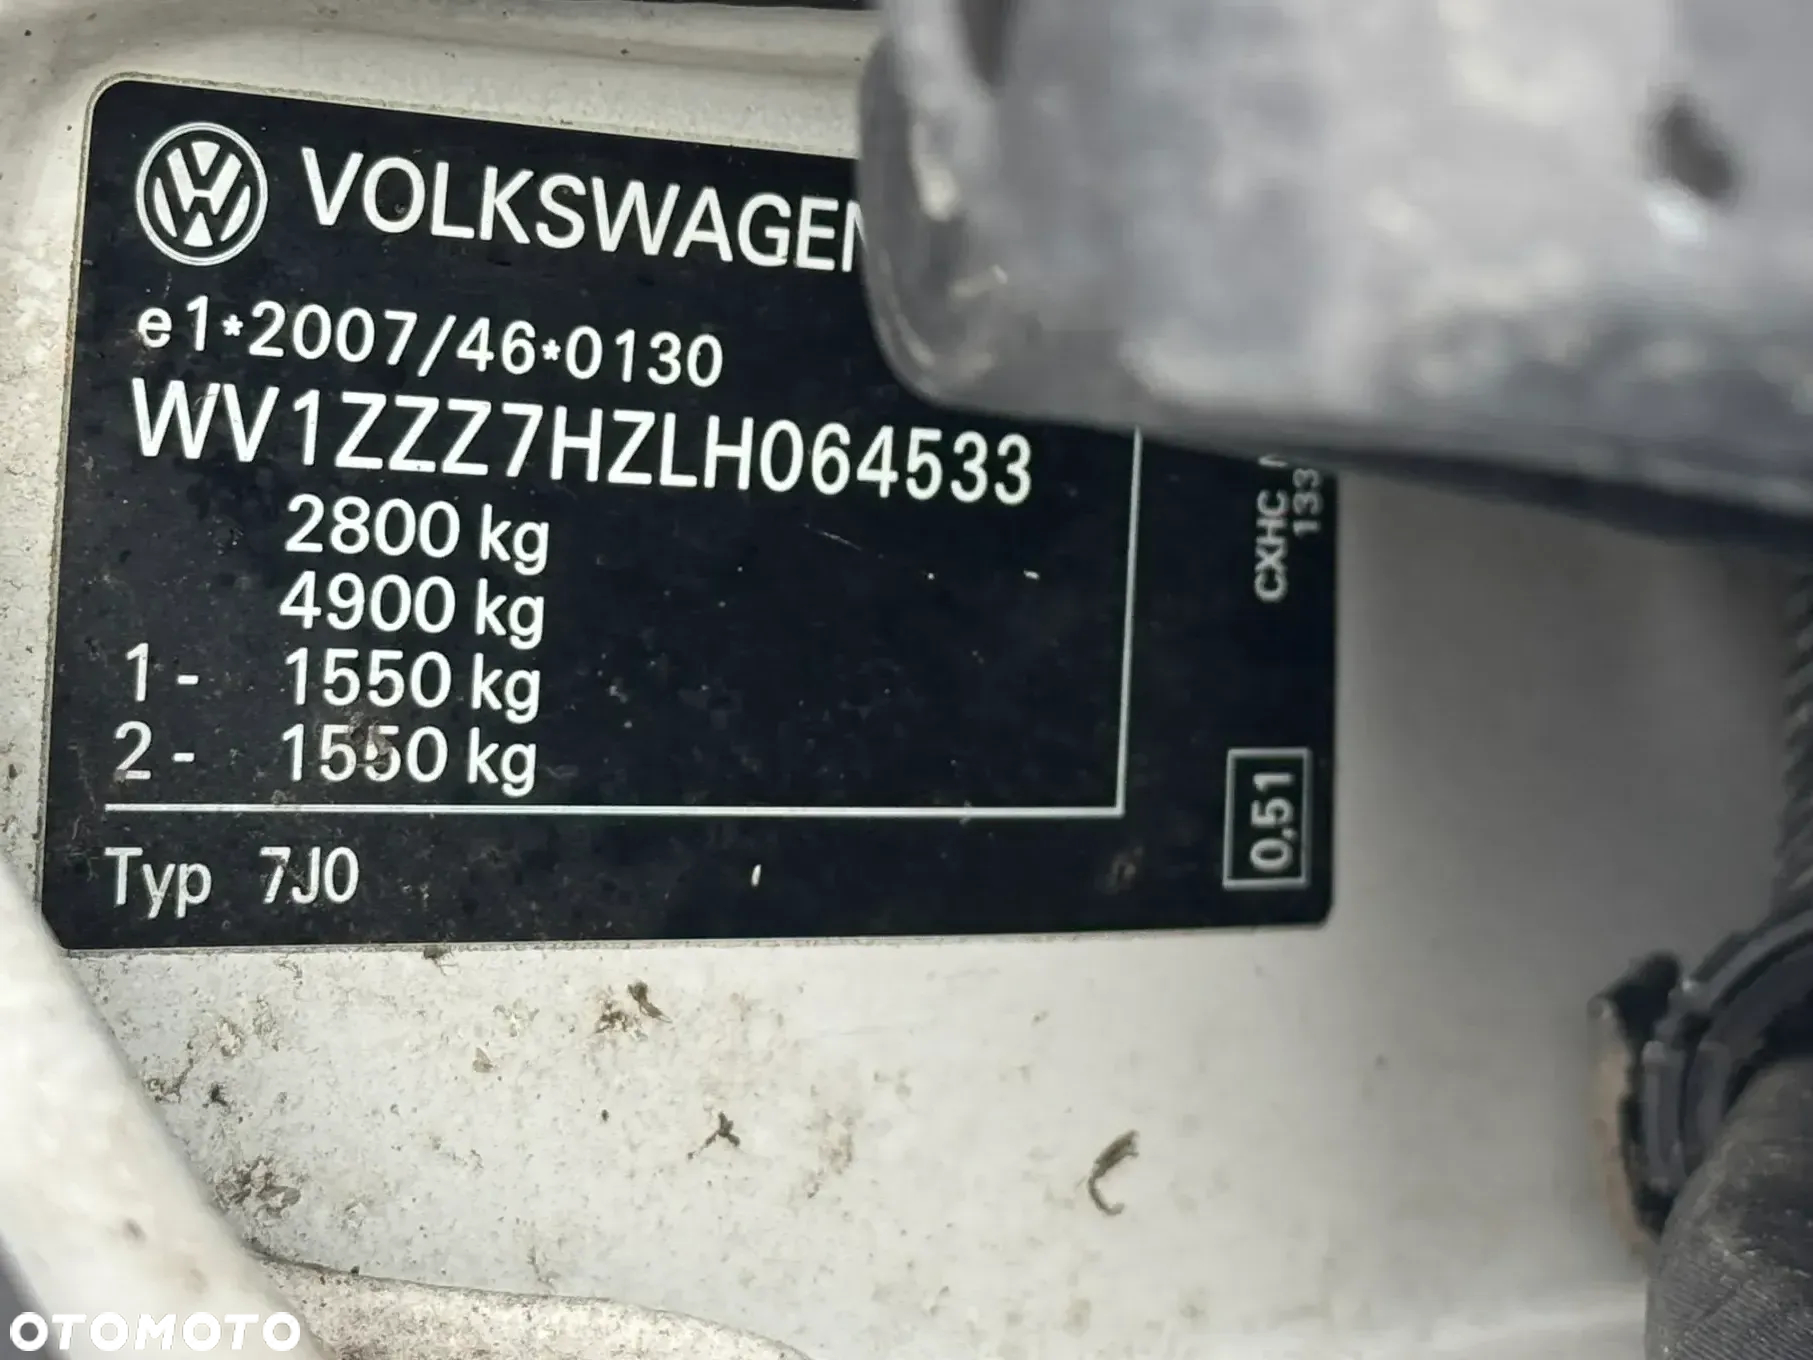 VOLKSWAGEN
e1*2007/46*0130
WV1ZZZ7HZLH064533
2800 kg
4900 kg
1- 1550 kg
2- 1550 kg
Typ 7J0
CXHC
133
0,51
OTOMOTO